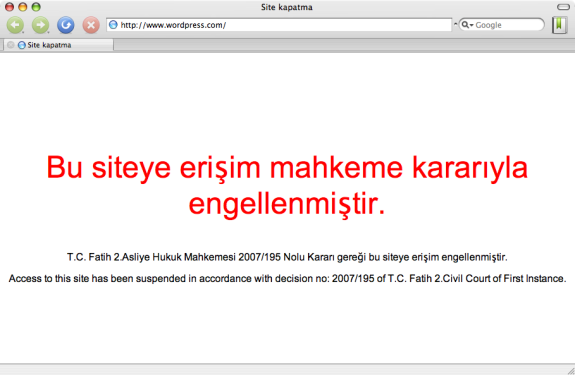 Site kapatma
http://www.wordpress.com/
Google
Site kapatma
Bu siteye erişim mahkeme kararıyla
engellenmiştir.
T.C. Fatih 2.Asliye Hukuk Mahkemesi 2007/195 Nolu Kararı gereği bu siteye erişim engellenmiştir.
Access to this site has been suspended in accordance with decision no: 2007/195 of T.C. Fatih 2.Civil Court of First Instance.